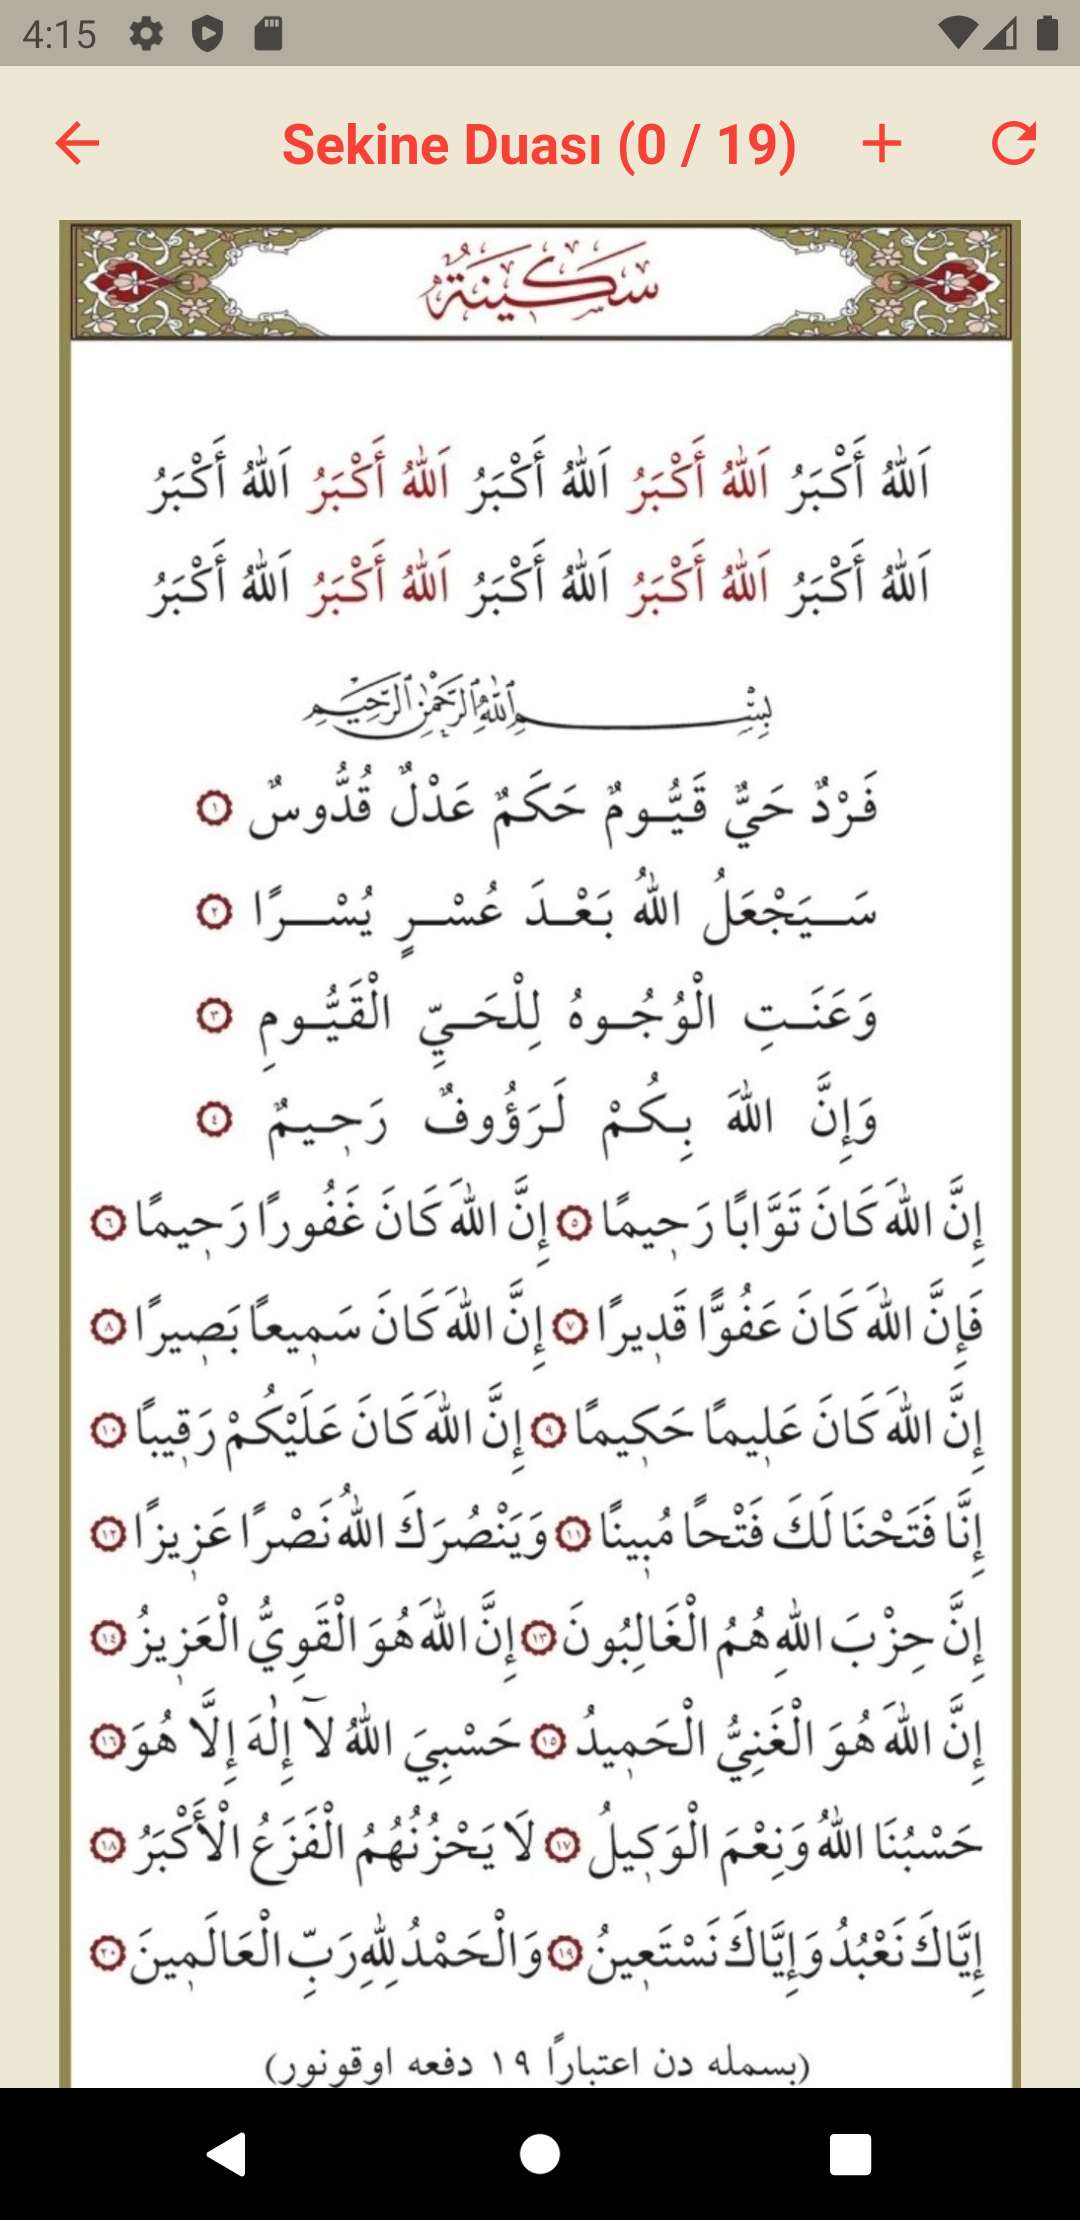 4:15
Sekine Duası (0 / 19)
سَكِينَةٌ
اَللّٰهُ أَكْبَرُ اَللّٰهُ أَكْبَرُ اَللّٰهُ أَكْبَرُ اَللّٰهُ أَكْبَرُ اَللّٰهُ أَكْبَرُ
اَللّٰهُ أَكْبَرُ اَللّٰهُ أَكْبَرُ اَللّٰهُ أَكْبَرُ اَللّٰهُ أَكْبَرُ اَللّٰهُ أَكْبَرُ
بِسْمِ اللّٰهِ الرَّحْمٰنِ الرَّحِيمِ
فَرْدٌ حَيٌّ قَيُّومٌ حَكَمٌ عَدْلٌ قُدُّوسٌ ١
سَيَجْعَلُ اللّٰهُ بَعْدَ عُسْرٍ يُسْرًا ٢
وَعَنَتِ الْوُجُوهُ لِلْحَيِّ الْقَيُّومِ ٣
وَإِنَّ اللّٰهَ بِكُمْ لَرَؤُوفٌ رَحِيمٌ ٤
إِنَّ اللّٰهَ كَانَ تَوَّابًا رَحِيمًا ٥ إِنَّ اللّٰهَ كَانَ غَفُورًا رَحِيمًا ٦
فَإِنَّ اللّٰهَ كَانَ عَفُوًّا قَدِيرًا ٧ إِنَّ اللّٰهَ كَانَ سَمِيعًا بَصِيرًا ٨
إِنَّ اللّٰهَ كَانَ عَلِيمًا حَكِيمًا ٩ إِنَّ اللّٰهَ كَانَ عَلَيْكُمْ رَقِيبًا ١٠
إِنَّا فَتَحْنَا لَكَ فَتْحًا مُبِينًا ١١ وَيَنْصُرَكَ اللّٰهُ نَصْرًا عَزِيزًا ١٢
إِنَّ حِزْبَ اللّٰهِ هُمُ الْغَالِبُونَ ١٣ إِنَّ اللّٰهَ هُوَ الْقَوِيُّ الْعَزِيزُ ١٤
إِنَّ اللّٰهَ هُوَ الْغَنِيُّ الْحَمِيدُ ١٥ حَسْبِيَ اللّٰهُ لَآ إِلٰهَ إِلَّا هُوَ ١٦
حَسْبُنَا اللّٰهُ وَنِعْمَ الْوَكِيلُ ١٧ لَا يَحْزُنُهُمُ الْفَزَعُ الْأَكْبَرُ ١٨
إِيَّاكَ نَعْبُدُ وَإِيَّاكَ نَسْتَعِينُ ١٩ وَالْحَمْدُ لِلّٰهِ رَبِّ الْعَالَمِينَ ٢٠
(بسمله دن اعتبارًا ١٩ دفعه اوقونور)